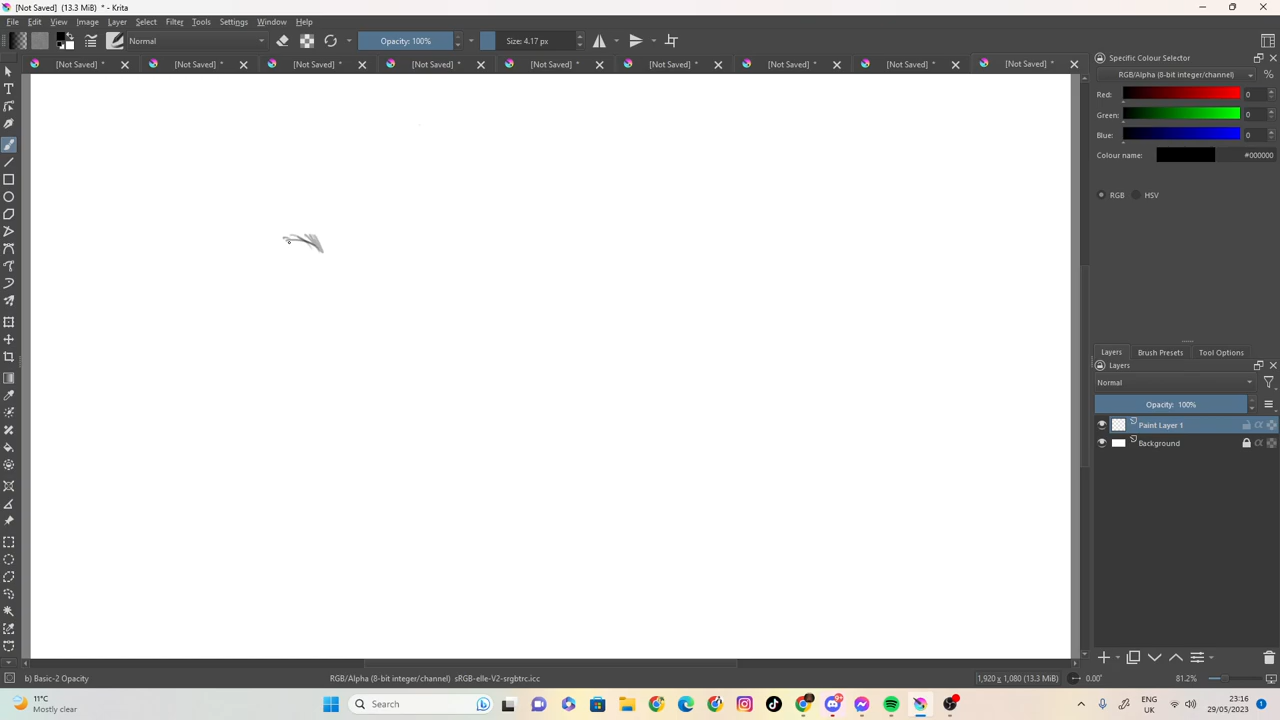 [Not Saved]  (13.3 MiB)  * - Krita
File Edit View Image Layer Select Filter Tools Settings Window Help
Normal Opacity: 100% Size: 4.17 px
[Not Saved] * [Not Saved] * [Not Saved] * [Not Saved] * [Not Saved] * [Not Saved] * [Not Saved] * [Not Saved] * [Not Saved] *
Specific Colour Selector
RGB/Alpha (8-bit integer/channel) %
Red: 0
Green: 0
Blue: 0
Colour name: #000000
RGB HSV
Layers Brush Presets Tool Options
Layers
Normal
Opacity:  100%
Paint Layer 1
Background
b) Basic-2 Opacity RGB/Alpha (8-bit integer/channel)  sRGB-elle-V2-srgbtrc.icc 1,920 x 1,080 (13.3 MiB) 0.00° 81.2%
11°C
Mostly clear
Search
ENG
UK
23:16
29/05/2023